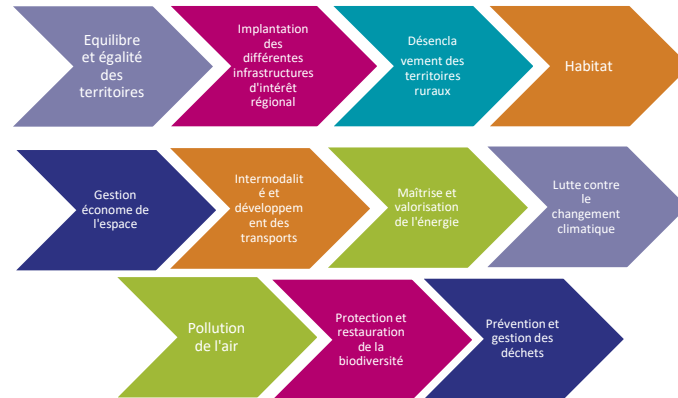 Equilibre
et égalité
des
territoires
Implantation
des
différentes
infrastructures
d'intérêt
régional
Désencla
vement des
territoires
ruraux
Habitat
Gestion
économe de
l'espace
Intermodalit
é et
développem
ent des
transports
Maîtrise et
valorisation
de l'énergie
Lutte contre
le
changement
climatique
Pollution
de l'air
Protection et
restauration
de la
biodiversité
Prévention et
gestion des
déchets